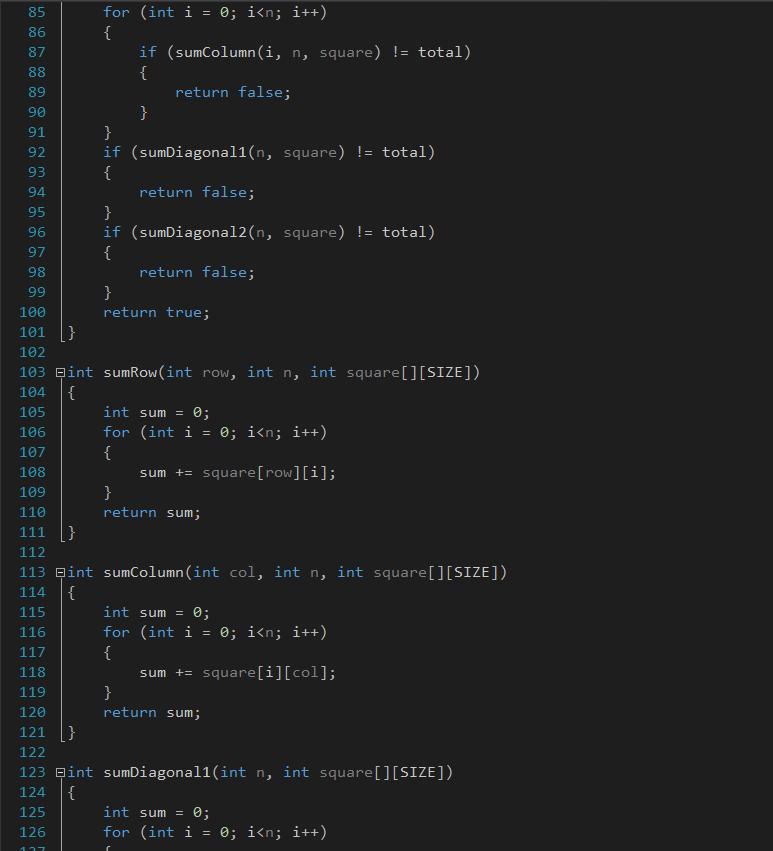 85 for (int i = 0; i<n; i++)
86 {
87 if (sumColumn(i, n, square) != total)
88 {
89 return false;
90 }
91 }
92 if (sumDiagonal1(n, square) != total)
93 {
94 return false;
95 }
96 if (sumDiagonal2(n, square) != total)
97 {
98 return false;
99 }
100 return true;
101 }
102
103 int sumRow(int row, int n, int square[][SIZE])
104 {
105 int sum = 0;
106 for (int i = 0; i<n; i++)
107 {
108 sum += square[row][i];
109 }
110 return sum;
111 }
112
113 int sumColumn(int col, int n, int square[][SIZE])
114 {
115 int sum = 0;
116 for (int i = 0; i<n; i++)
117 {
118 sum += square[i][col];
119 }
120 return sum;
121 }
122
123 int sumDiagonal1(int n, int square[][SIZE])
124 {
125 int sum = 0;
126 for (int i = 0; i<n; i++)
127 {